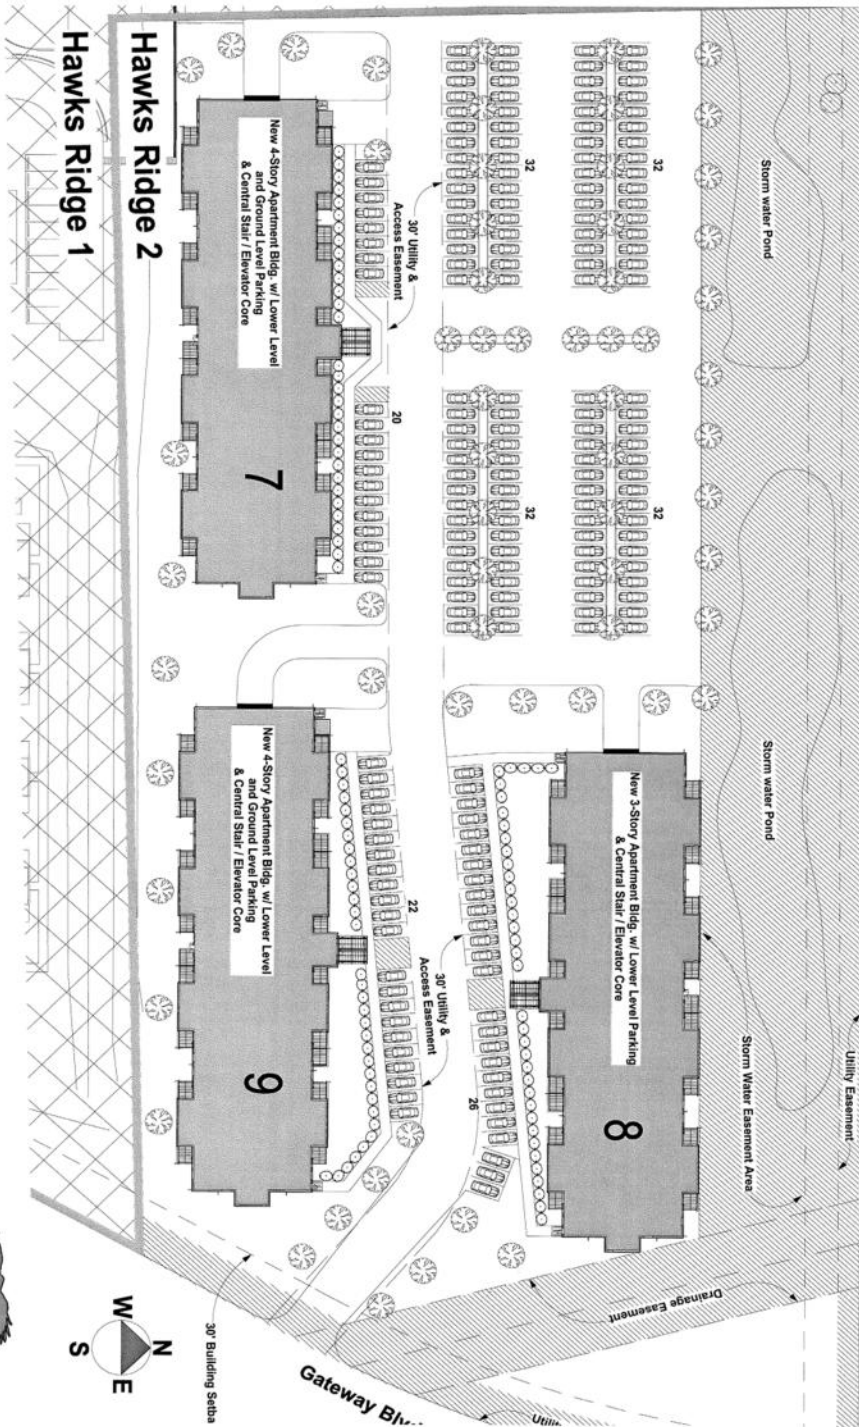 Hawks Ridge 1
Hawks Ridge 2
New 4-Story Apartment Bldg. w/ Lower Level
and Ground Level Parking
& Central Stair / Elevator Core
7
20
30' Utility &
Access Easement
32
32
32
32
Storm water Pond
Storm water Pond
New 4-Story Apartment Bldg. w/ Lower Level
and Ground Level Parking
& Central Stair / Elevator Core
9
22
30' Utility &
Access Easement
26
New 3-Story Apartment Bldg. w/ Lower Level Parking
& Central Stair / Elevator Core
8
Storm Water Easement Area
Utility Easement
Drainage Easement
30' Building Setba
Gateway Blv
Utili
N
W
E
S